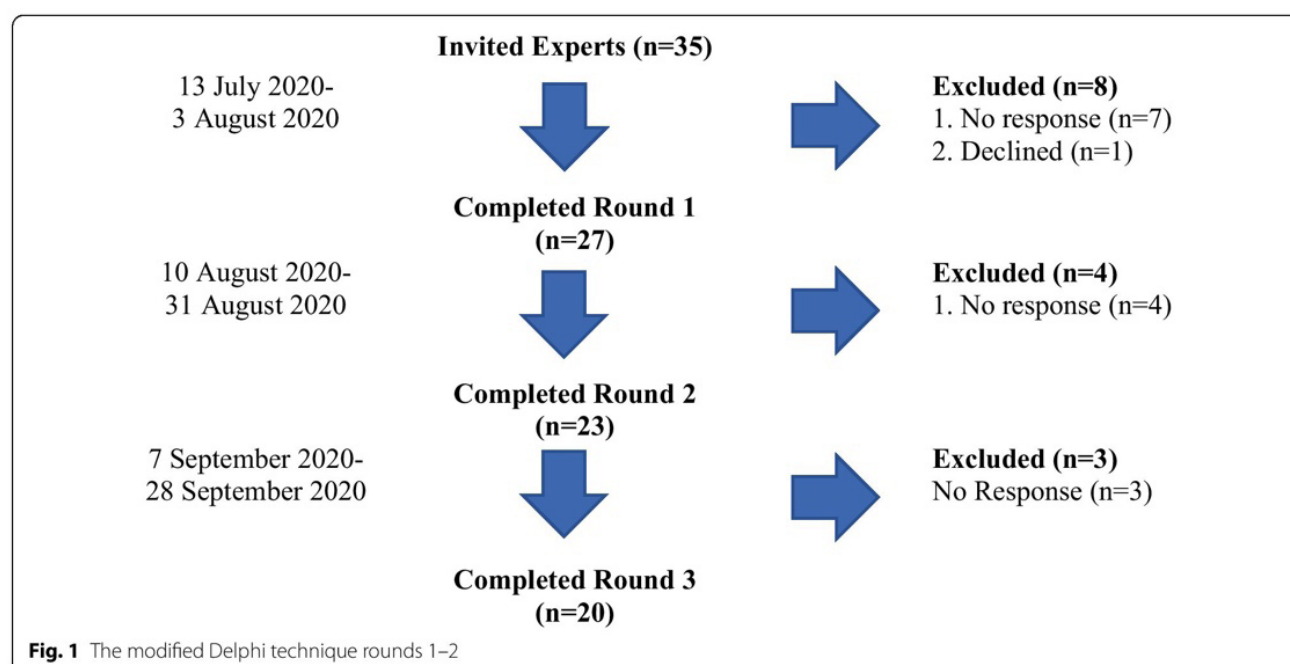 Invited Experts (n=35)
13 July 2020-
3 August 2020
Excluded (n=8)
1. No response (n=7)
2. Declined (n=1)
Completed Round 1
(n=27)
10 August 2020-
31 August 2020
Excluded (n=4)
1. No response (n=4)
Completed Round 2
(n=23)
7 September 2020-
28 September 2020
Excluded (n=3)
No Response (n=3)
Completed Round 3
(n=20)
Fig. 1 The modified Delphi technique rounds 1–2